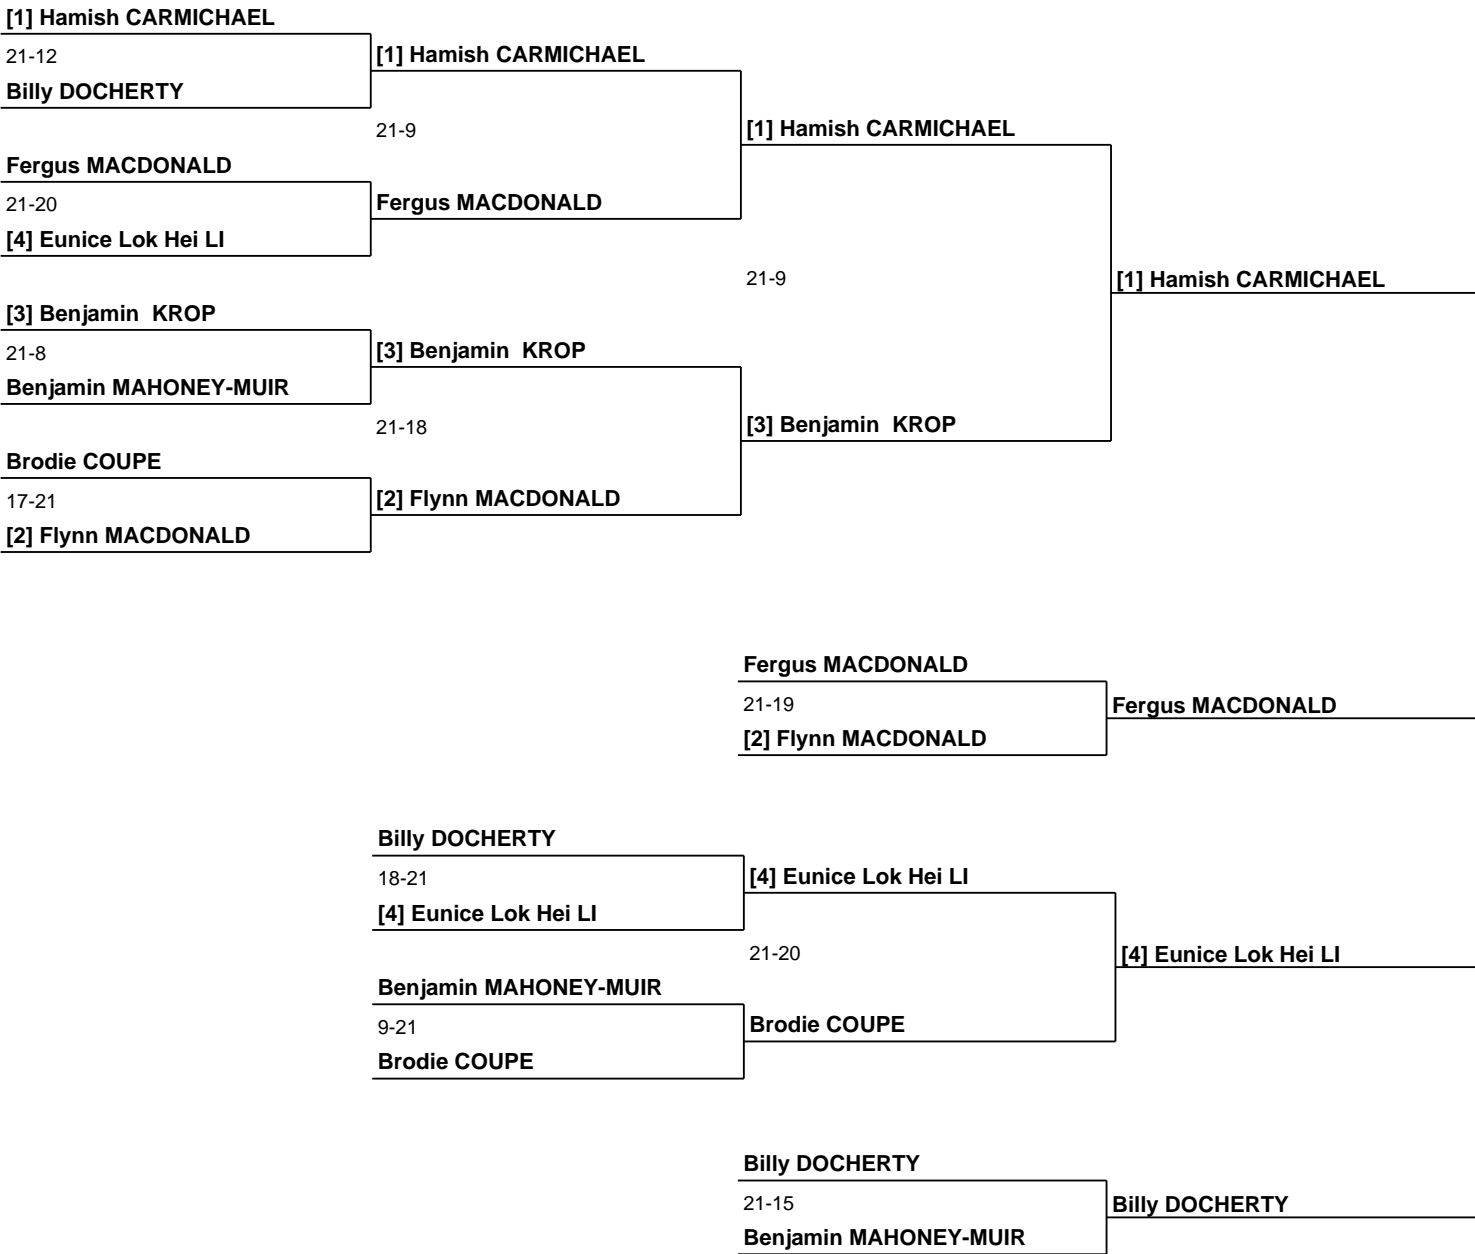 [1] Hamish CARMICHAEL
21-12
[1] Hamish CARMICHAEL
Billy DOCHERTY
21-9
[1] Hamish CARMICHAEL
Fergus MACDONALD
21-20
Fergus MACDONALD
[4] Eunice Lok Hei LI
21-9
[1] Hamish CARMICHAEL
[3] Benjamin  KROP
21-8
[3] Benjamin  KROP
Benjamin MAHONEY-MUIR
21-18
[3] Benjamin  KROP
Brodie COUPE
17-21
[2] Flynn MACDONALD
[2] Flynn MACDONALD
Fergus MACDONALD
21-19
Fergus MACDONALD
[2] Flynn MACDONALD
Billy DOCHERTY
18-21
[4] Eunice Lok Hei LI
[4] Eunice Lok Hei LI
21-20
[4] Eunice Lok Hei LI
Benjamin MAHONEY-MUIR
9-21
Brodie COUPE
Brodie COUPE
Billy DOCHERTY
21-15
Billy DOCHERTY
Benjamin MAHONEY-MUIR